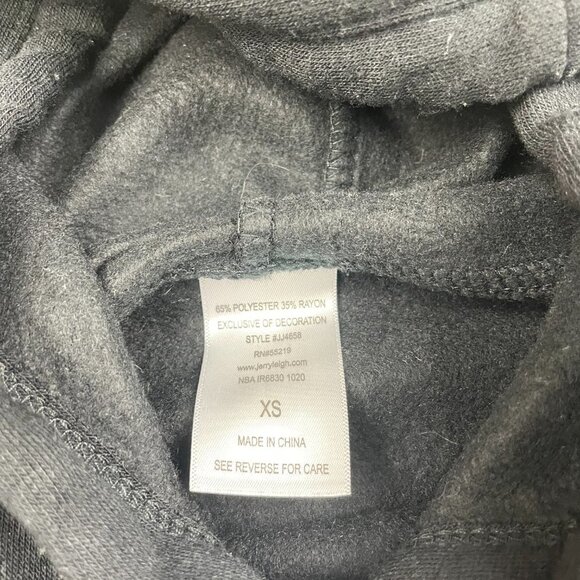 65% POLYESTER 35% RAYON
EXCLUSIVE OF DECORATION
STYLE #JJ4658
RN#55219
www.jerryleigh.com
NBA IR6830 1020
XS
MADE IN CHINA
SEE REVERSE FOR CARE